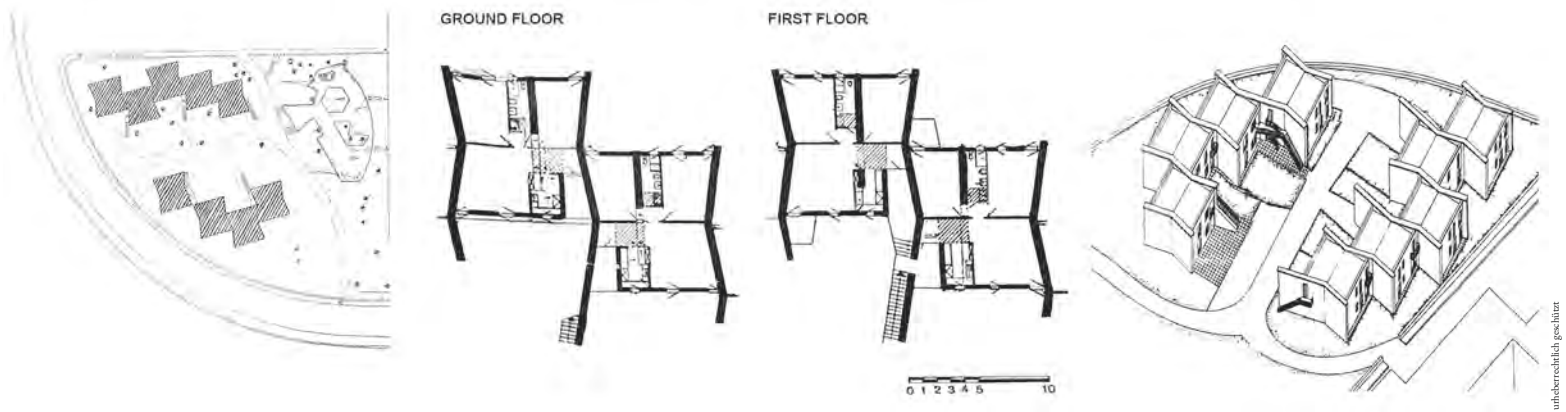 GROUND FLOOR
FIRST FLOOR
0 1 2 3 4 5 10
urheberrechtlich geschützt